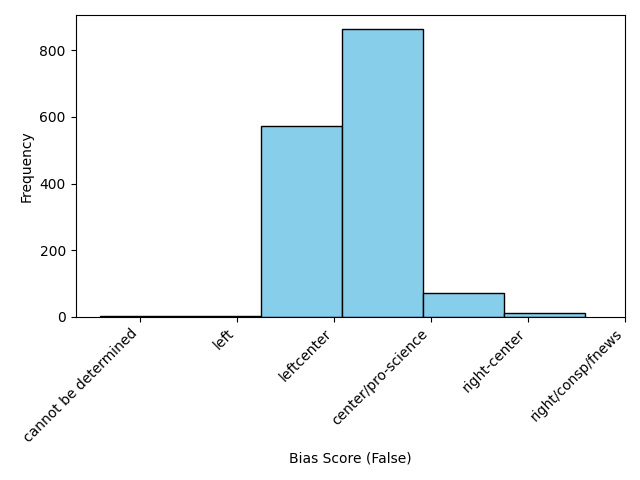 800
600
400
200
0
Frequency
cannot be determined
left
leftcenter
center/pro-science
right-center
right/consp/fnews
Bias Score (False)